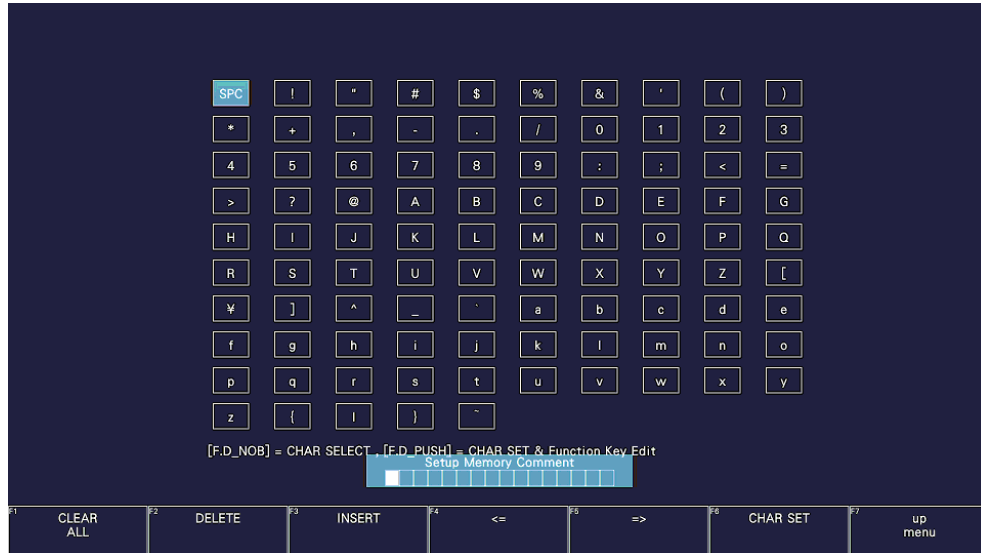 SPC ! " # $ % & ' ( )
* + , - . / 0 1 2 3
4 5 6 7 8 9 : ; < =
> ? @ A B C D E F G
H I J K L M N O P Q
R S T U V W X Y Z [
¥ ] ^ _ ` a b c d e
f g h i j k l m n o
p q r s t u v w x y
z { | } ~
[F.D_NOB] = CHAR SELECT , [F.D_PUSH] = CHAR SET & Function Key Edit
Setup Memory Comment
F1 CLEAR ALL F2 DELETE F3 INSERT F4 <= F5 => F6 CHAR SET F7 up menu